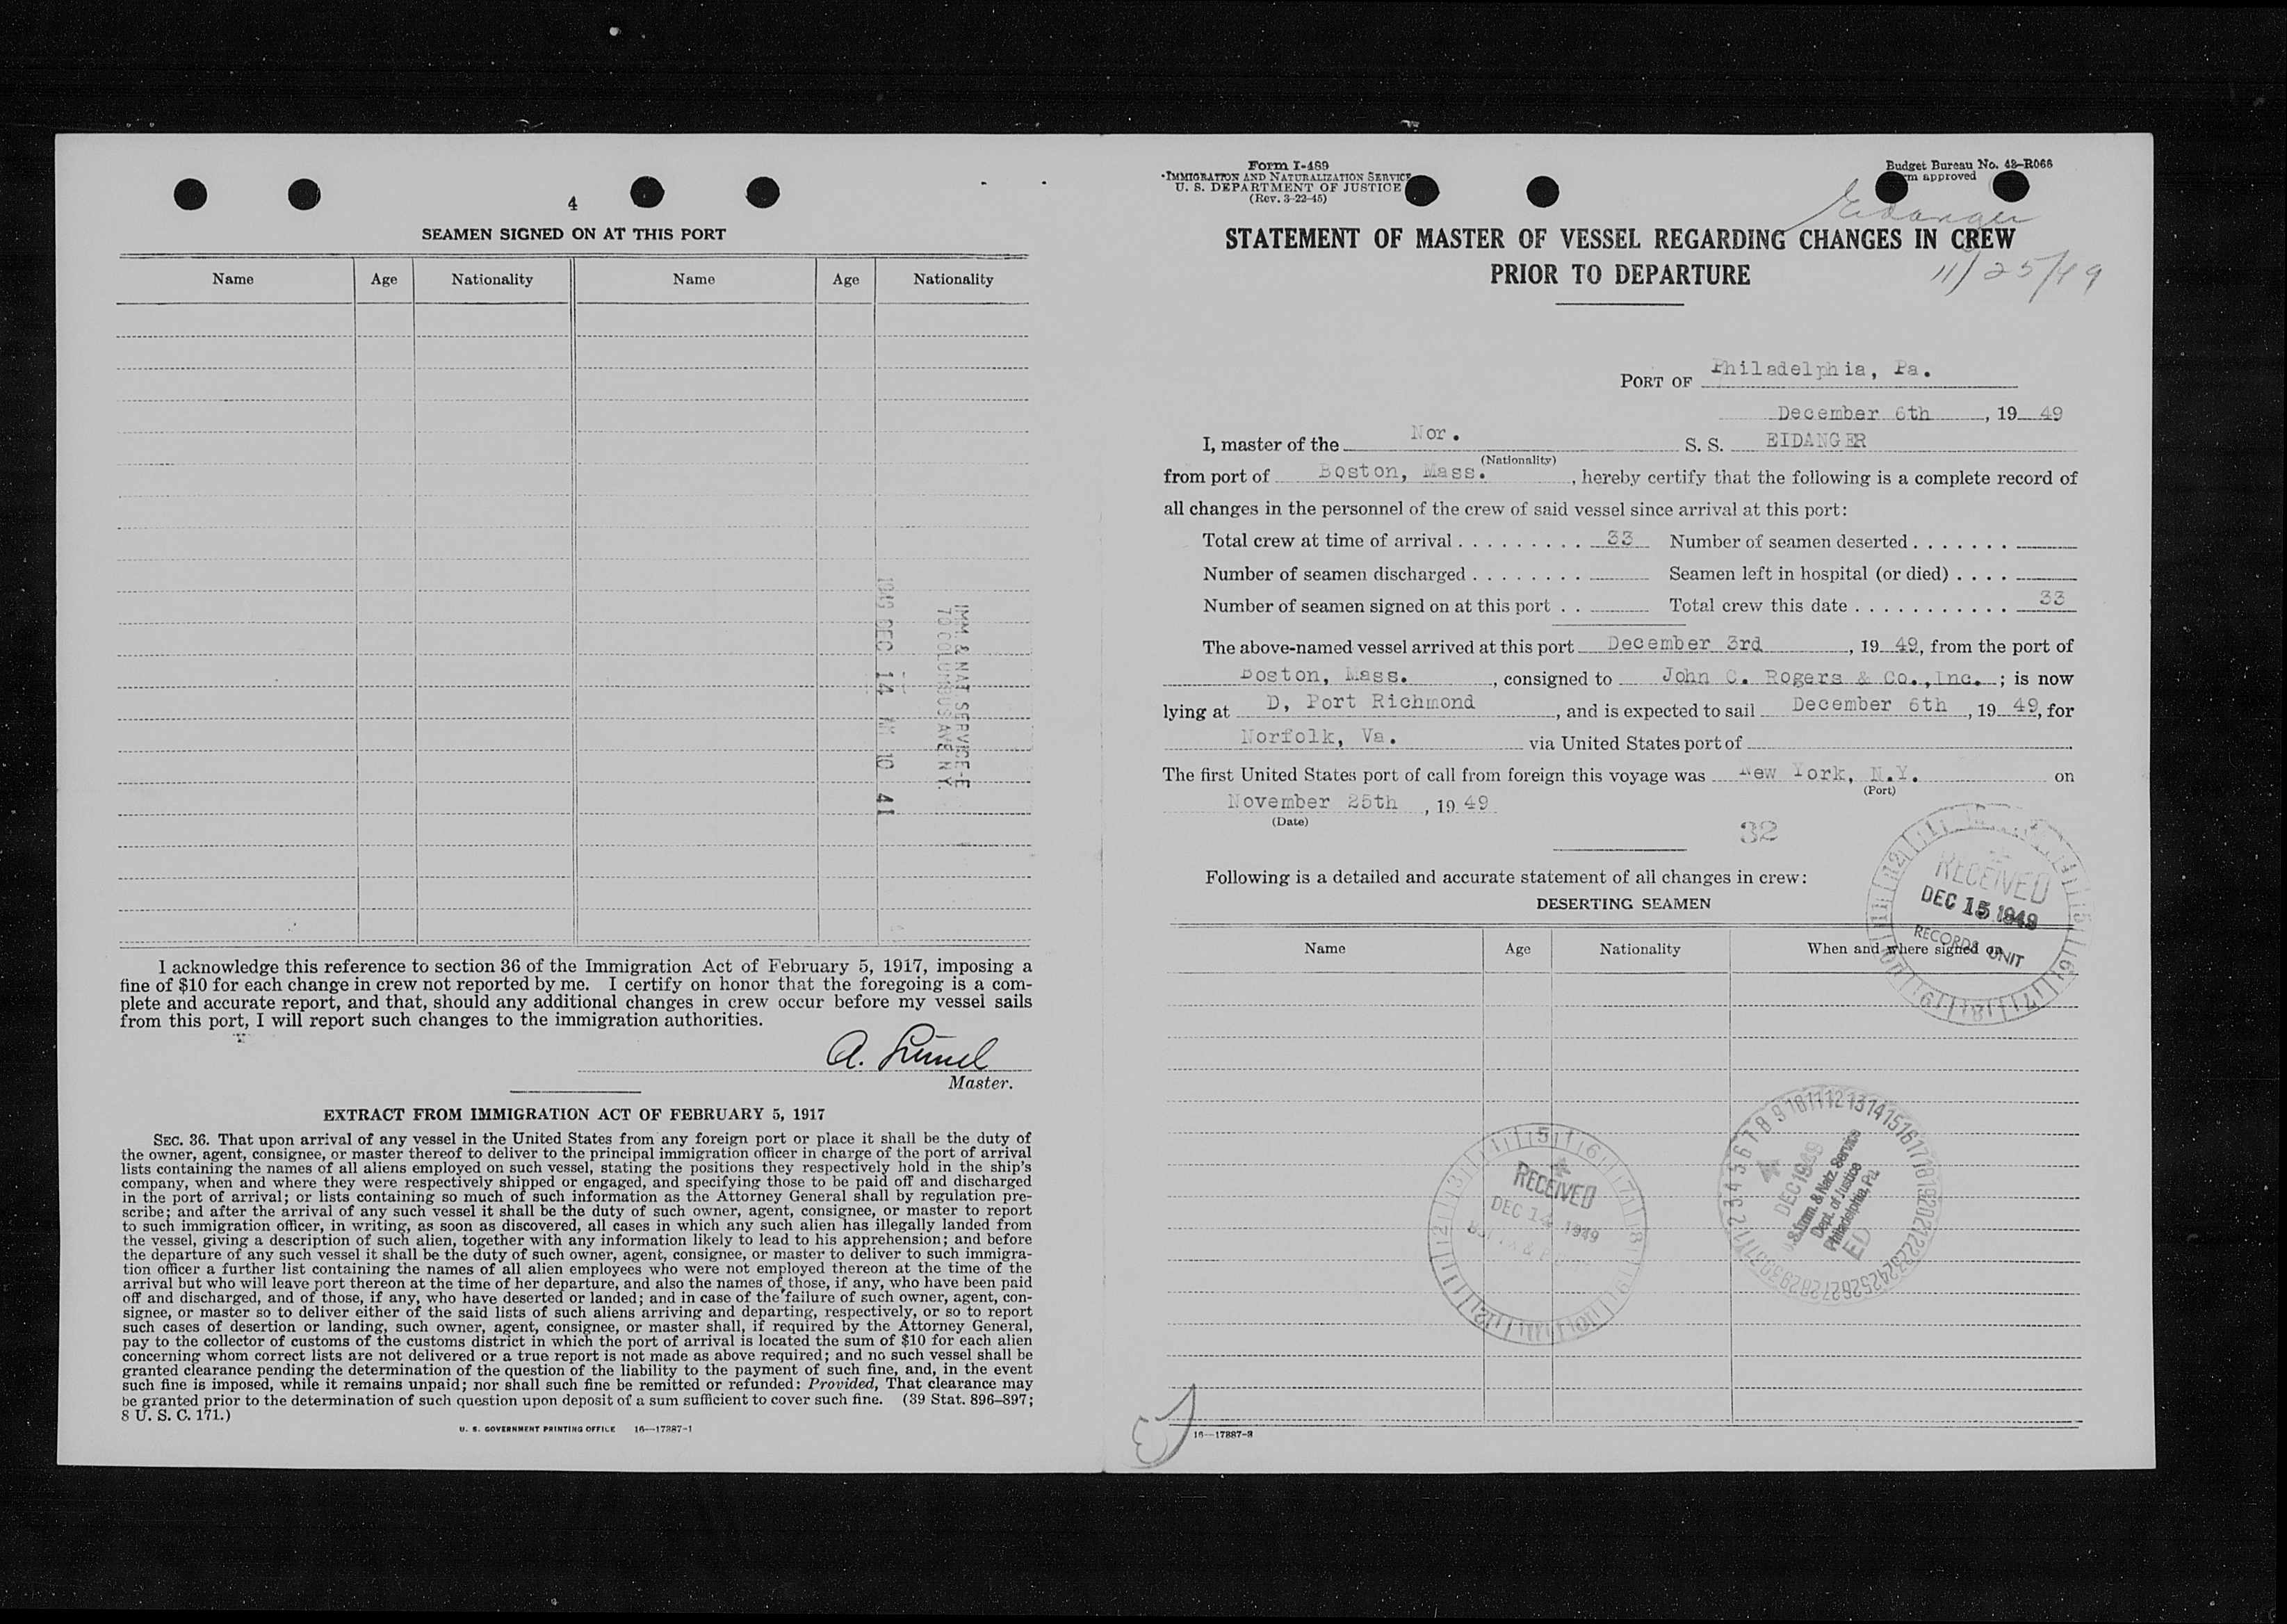 4
SEAMEN SIGNED ON AT THIS PORT
Name Age Nationality Name Age Nationality
1949 DEC 14 AM 10 41
IMM. & NAT SERVICE-E
70 COLUMBUS AVE N.Y.
I acknowledge this reference to section 36 of the Immigration Act of February 5, 1917, imposing a
fine of $10 for each change in crew not reported by me. I certify on honor that the foregoing is a com-
plete and accurate report, and that, should any additional changes in crew occur before my vessel sails
from this port, I will report such changes to the immigration authorities.
A.
Master.
EXTRACT FROM IMMIGRATION ACT OF FEBRUARY 5, 1917
SEC. 36. That upon arrival of any vessel in the United States from any foreign port or place it shall be the duty of
the owner, agent, consignee, or master thereof to deliver to the principal immigration officer in charge of the port of arrival
lists containing the names of all aliens employed on such vessel, stating the positions they respectively hold in the ship's
company, when and where they were respectively shipped or engaged, and specifying those to be paid off and discharged
in the port of arrival; or lists containing so much of such information as the Attorney General shall by regulation pre-
scribe; and after the arrival of any such vessel it shall be the duty of such owner, agent, consignee, or master to report
to such immigration officer, in writing, as soon as discovered, all cases in which any such alien has illegally landed from
the vessel, giving a description of such alien, together with any information likely to lead to his apprehension; and before
the departure of any such vessel it shall be the duty of such owner, agent, consignee, or master to deliver to such immigra-
tion officer a further list containing the names of all alien employees who were not employed thereon at the time of the
arrival but who will leave port thereon at the time of her departure, and also the names of those, if any, who have been paid
off and discharged, and of those, if any, who have deserted or landed; and in case of the failure of such owner, agent, con-
signee, or master so to deliver either of the said lists of such aliens arriving and departing, respectively, or so to report
such cases of desertion or landing, such owner, agent, consignee, or master shall, if required by the Attorney General,
pay to the collector of customs of the customs district in which the port of arrival is located the sum of $10 for each alien
concerning whom correct lists are not delivered or a true report is not made as above required; and no such vessel shall be
granted clearance pending the determination of the question of the liability to the payment of such fine, and, in the event
such fine is imposed, while it remains unpaid; nor shall such fine be remitted or refunded: Provided, That clearance may
be granted prior to the determination of such question upon deposit of a sum sufficient to cover such fine. (39 Stat. 896–897;
8 U. S. C. 171.)
U. S. GOVERNMENT PRINTING OFFICE 16—17887-1
Form I-489
IMMIGRATION AND NATURALIZATION SERVICE
U. S. DEPARTMENT OF JUSTICE
(Rev. 3-22-45)
Budget Bureau No. 43-R066
approved
Eidanger
11/25/49
STATEMENT OF MASTER OF VESSEL REGARDING CHANGES IN CREW
PRIOR TO DEPARTURE
PORT OF Philadelphia, Pa.
December 6th, 1949
I, master of the Nor. S. S. EIDANGER
(Nationality)
from port of Boston, Mass., hereby certify that the following is a complete record of
all changes in the personnel of the crew of said vessel since arrival at this port:
Total crew at time of arrival . . . . . . . . . 33 Number of seamen deserted . . . . . . .
Number of seamen discharged . . . . . . . . Seamen left in hospital (or died) . . . .
Number of seamen signed on at this port . . Total crew this date . . . . . . . . . . . 33
The above-named vessel arrived at this port December 3rd, 1949, from the port of
Boston, Mass., consigned to John C. Rogers & Co., Inc.; is now
lying at D, Port Richmond, and is expected to sail December 6th, 1949, for
Norfolk, Va. via United States port of
The first United States port of call from foreign this voyage was New York, N.Y. on
(Port)
November 25th, 1949
(Date)
32
Following is a detailed and accurate statement of all changes in crew:
DESERTING SEAMEN
Name Age Nationality When and where signed on
RECEIVED
DEC 15 1949
RECORDS UNIT
RECEIVED
DEC 14 1949
DEC 1949
U.S. Imm. & Natz. Service
Dept. of Justice
Philadelphia, Pa.
16—17887-2